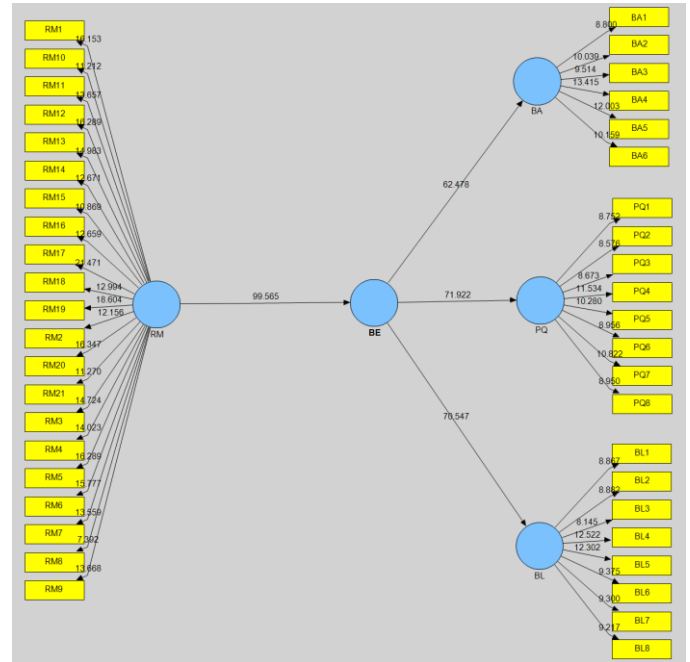 RM1
16.153
RM10
11.212
RM11
13.657
RM12
16.289
RM13
14.983
RM14
12.671
RM15
10.869
RM16
12.659
RM17
21.471
RM18
12.994
RM19
18.604
12.156
RM2
16.347
RM20
11.270
RM21
14.724
RM3
14.023
RM4
16.289
RM5
15.777
RM6
13.559
RM7
7.392
RM8
13.668
RM9
RM
99.565
BE
62.478
71.922
70.547
BA
8.800
BA1
10.039
BA2
9.514
BA3
13.415
BA4
12.003
BA5
10.159
BA6
PQ
8.752
PQ1
8.576
PQ2
8.673
PQ3
11.534
PQ4
10.280
PQ5
8.956
PQ6
10.822
PQ7
8.950
PQ8
BL
8.867
BL1
8.882
BL2
8.145
BL3
12.522
BL4
12.302
BL5
9.375
BL6
9.300
BL7
9.217
BL8